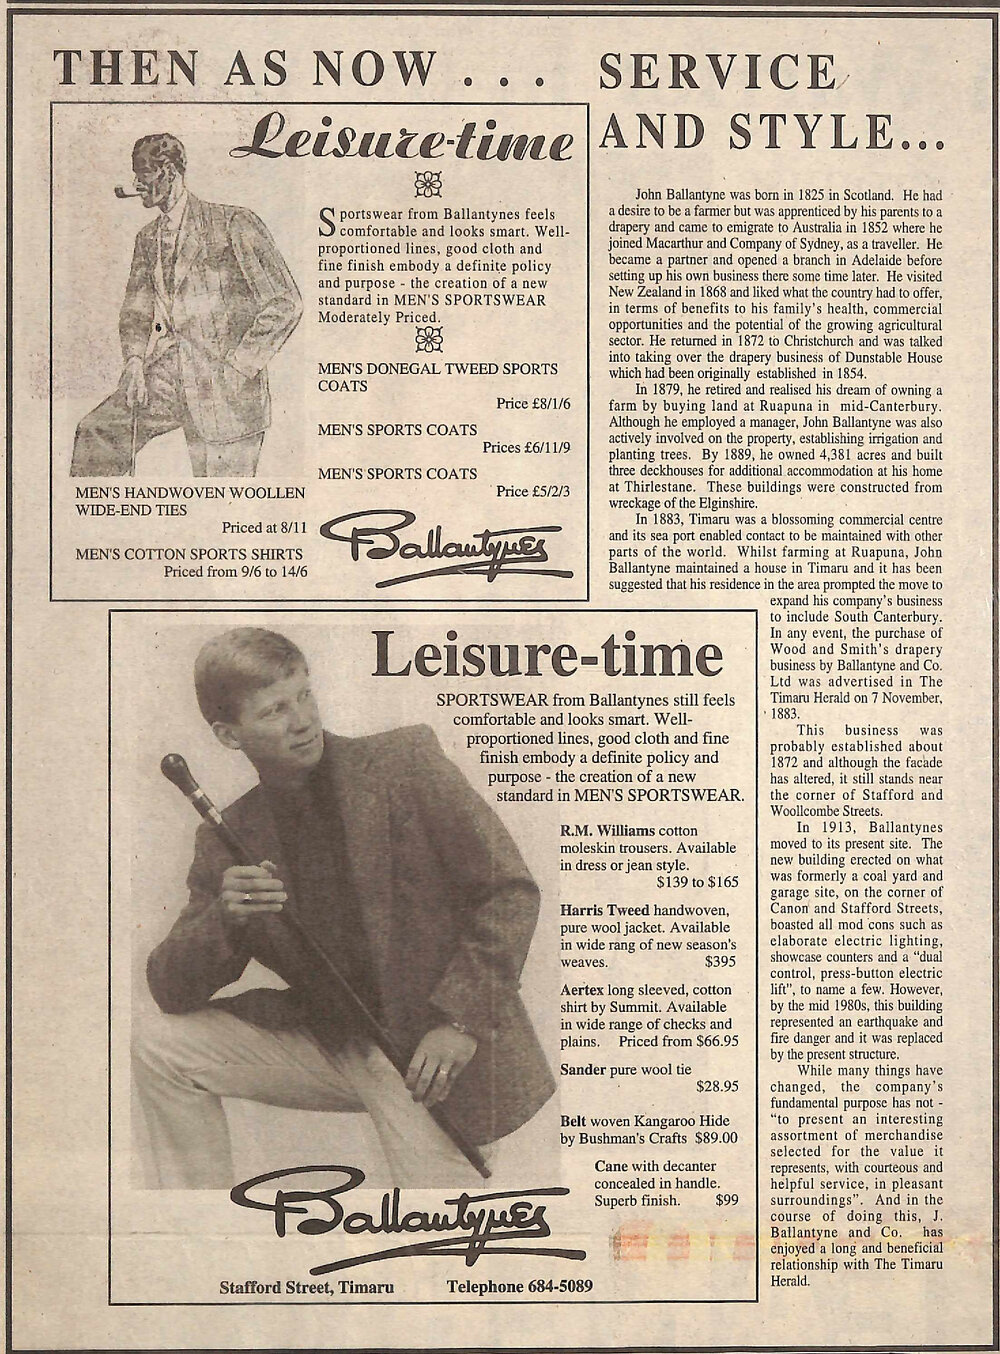 THEN AS NOW . . . SERVICE
AND STYLE...
Leisure-time
Sportswear from Ballantynes feels
comfortable and looks smart. Well-
proportioned lines, good cloth and
fine finish embody a definite policy
and purpose - the creation of a new
standard in MEN'S SPORTSWEAR
Moderately Priced.
MEN'S DONEGAL TWEED SPORTS
COATS
Price £8/1/6
MEN'S SPORTS COATS
Prices £6/11/9
MEN'S SPORTS COATS
Price £5/2/3
MEN'S HANDWOVEN WOOLLEN
WIDE-END TIES
Priced at 8/11
MEN'S COTTON SPORTS SHIRTS
Priced from 9/6 to 14/6
Ballantynes
John Ballantyne was born in 1825 in Scotland. He had
a desire to be a farmer but was apprenticed by his parents to a
drapery and came to emigrate to Australia in 1852 where he
joined Macarthur and Company of Sydney, as a traveller. He
became a partner and opened a branch in Adelaide before
setting up his own business there some time later. He visited
New Zealand in 1868 and liked what the country had to offer,
in terms of benefits to his family's health, commercial
opportunities and the potential of the growing agricultural
sector. He returned in 1872 to Christchurch and was talked
into taking over the drapery business of Dunstable House
which had been originally established in 1854.
In 1879, he retired and realised his dream of owning a
farm by buying land at Ruapuna in mid-Canterbury.
Although he employed a manager, John Ballantyne was also
actively involved on the property, establishing irrigation and
planting trees. By 1889, he owned 4,381 acres and built
three deckhouses for additional accommodation at his home
at Thirlestane. These buildings were constructed from
wreckage of the Elginshire.
In 1883, Timaru was a blossoming commercial centre
and its sea port enabled contact to be maintained with other
parts of the world. Whilst farming at Ruapuna, John
Ballantyne maintained a house in Timaru and it has been
suggested that his residence in the area prompted the move to
expand his company's business
to include South Canterbury.
In any event, the purchase of
Wood and Smith's drapery
business by Ballantyne and Co.
Ltd was advertised in The
Timaru Herald on 7 November,
1883.
This business was
probably established about
1872 and although the facade
has altered, it still stands near
the corner of Stafford and
Woollcombe Streets.
In 1913, Ballantynes
moved to its present site. The
new building erected on what
was formerly a coal yard and
garage site, on the corner of
Canon and Stafford Streets,
boasted all mod cons such as
elaborate electric lighting,
showcase counters and a "dual
control, press-button electric
lift", to name a few. However,
by the mid 1980s, this building
represented an earthquake and
fire danger and it was replaced
by the present structure.
While many things have
changed, the company's
fundamental purpose has not -
"to present an interesting
assortment of merchandise
selected for the value it
represents, with courteous and
helpful service, in pleasant
surroundings". And in the
course of doing this, J.
Ballantyne and Co. has
enjoyed a long and beneficial
relationship with The Timaru
Herald.
Leisure-time
SPORTSWEAR from Ballantynes still feels
comfortable and looks smart. Well-
proportioned lines, good cloth and fine
finish embody a definite policy and
purpose - the creation of a new
standard in MEN'S SPORTSWEAR.
R.M. Williams cotton
moleskin trousers. Available
in dress or jean style.
$139 to $165
Harris Tweed handwoven,
pure wool jacket. Available
in wide rang of new season's
weaves. $395
Aertex long sleeved, cotton
shirt by Summit. Available
in wide range of checks and
plains. Priced from $66.95
Sander pure wool tie
$28.95
Belt woven Kangaroo Hide
by Bushman's Crafts $89.00
Cane with decanter
concealed in handle.
Superb finish. $99
Ballantynes
Stafford Street, Timaru Telephone 684-5089